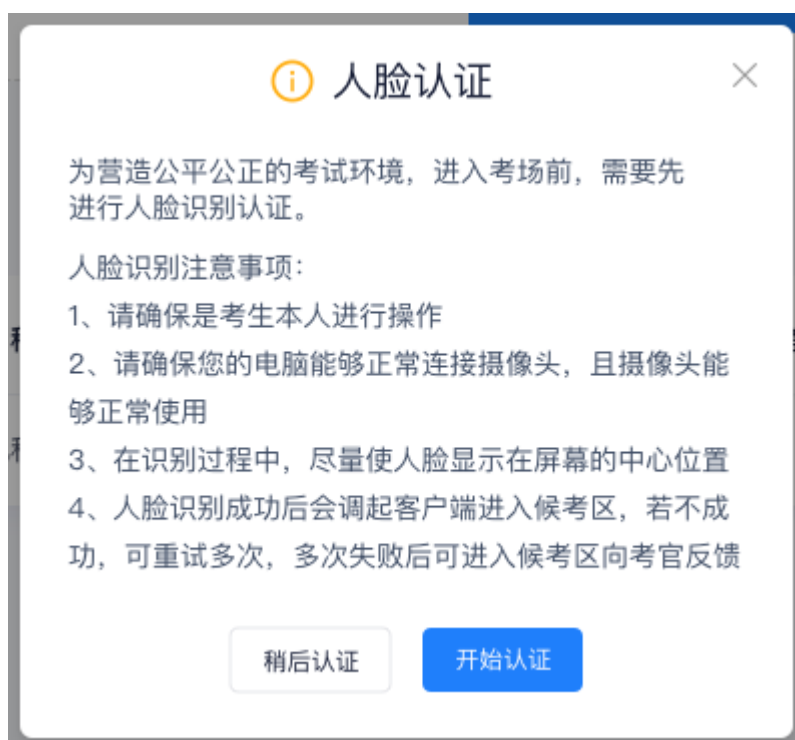 人脸认证
为营造公平公正的考试环境，进入考场前，需要先
进行人脸识别认证。
人脸识别注意事项：
1、请确保是考生本人进行操作
2、请确保您的电脑能够正常连接摄像头，且摄像头能
够正常使用
3、在识别过程中，尽量使人脸显示在屏幕的中心位置
4、人脸识别成功后会调起客户端进入候考区，若不成
功，可重试多次，多次失败后可进入候考区向考官反馈
稍后认证
开始认证